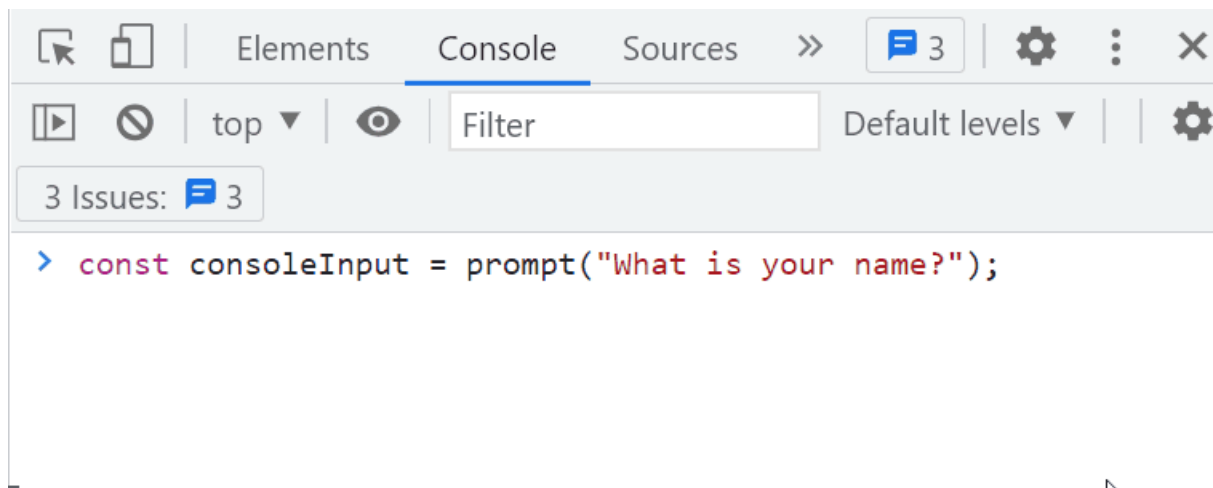 Elements Console Sources 3
top Filter Default levels
3 Issues: 3
const consoleInput = prompt("What is your name?");